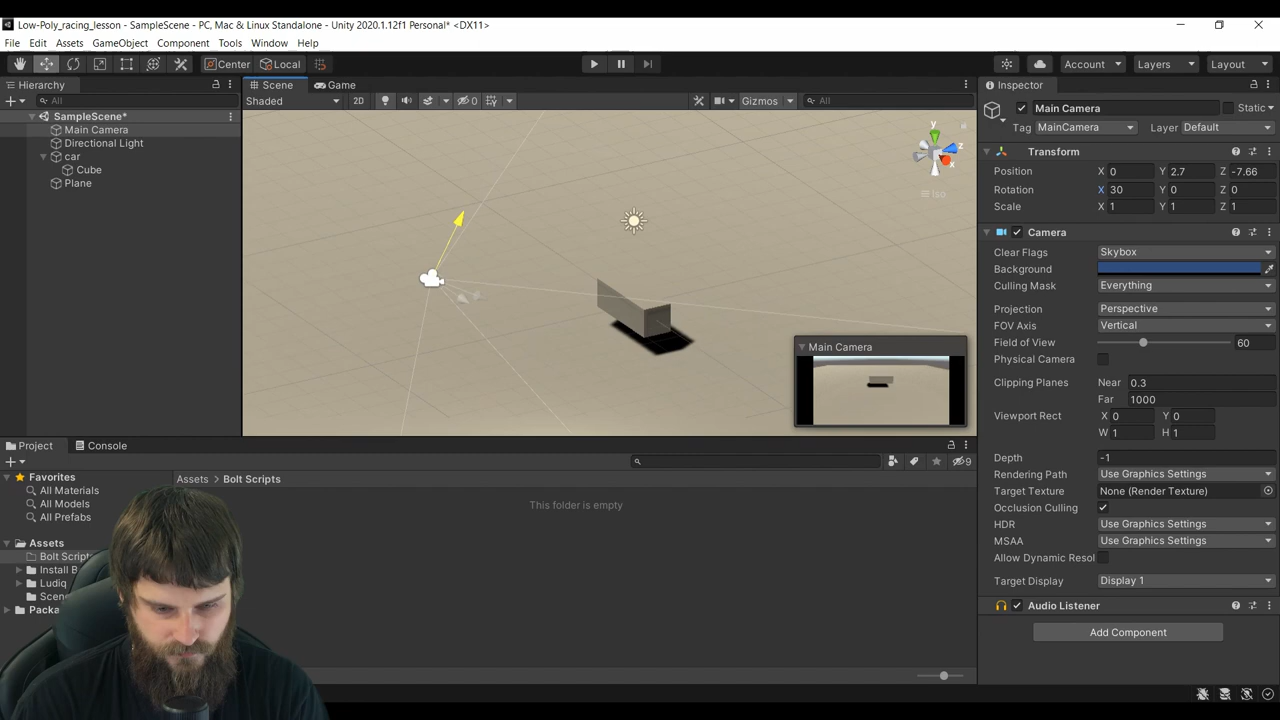 Low-Poly_racing_lesson - SampleScene - PC, Mac & Linux Standalone - Unity 2020.1.12f1 Personal* <DX11>
File Edit Assets GameObject Component Tools Window Help
Center Local Account Layers Layout
Hierarchy
All
SampleScene*
Main Camera
Directional Light
car
Cube
Plane
Scene Game
Shaded 2D 0 Gizmos All
y
z
x
Iso
Main Camera
Project Console
9
Favorites
All Materials
All Models
All Prefabs
Assets
Bolt Scripts
Install B
Ludiq
Scen
Packa
Assets > Bolt Scripts
This folder is empty
Inspector
Main Camera Static
Tag MainCamera Layer Default
Transform
Position X 0 Y 2.7 Z -7.66
Rotation X 30 Y 0 Z 0
Scale X 1 Y 1 Z 1
Camera
Clear Flags Skybox
Background
Culling Mask Everything
Projection Perspective
FOV Axis Vertical
Field of View 60
Physical Camera
Clipping Planes Near 0.3
Far 1000
Viewport Rect X 0 Y 0
W 1 H 1
Depth -1
Rendering Path Use Graphics Settings
Target Texture None (Render Texture)
Occlusion Culling
HDR Use Graphics Settings
MSAA Use Graphics Settings
Allow Dynamic Resol
Target Display Display 1
Audio Listener
Add Component